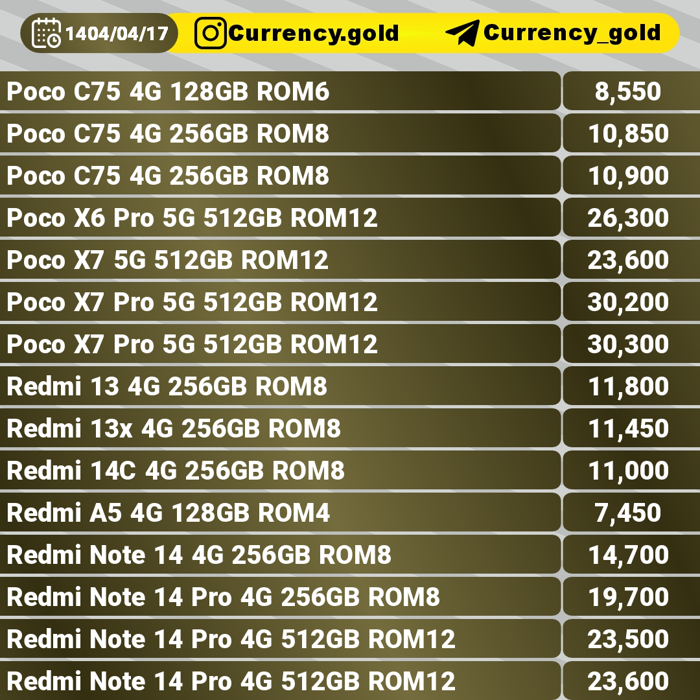 1404/04/17 Currency.gold Currency_gold
Poco C75 4G 128GB ROM6 8,550
Poco C75 4G 256GB ROM8 10,850
Poco C75 4G 256GB ROM8 10,900
Poco X6 Pro 5G 512GB ROM12 26,300
Poco X7 5G 512GB ROM12 23,600
Poco X7 Pro 5G 512GB ROM12 30,200
Poco X7 Pro 5G 512GB ROM12 30,300
Redmi 13 4G 256GB ROM8 11,800
Redmi 13x 4G 256GB ROM8 11,450
Redmi 14C 4G 256GB ROM8 11,000
Redmi A5 4G 128GB ROM4 7,450
Redmi Note 14 4G 256GB ROM8 14,700
Redmi Note 14 Pro 4G 256GB ROM8 19,700
Redmi Note 14 Pro 4G 512GB ROM12 23,500
Redmi Note 14 Pro 4G 512GB ROM12 23,600